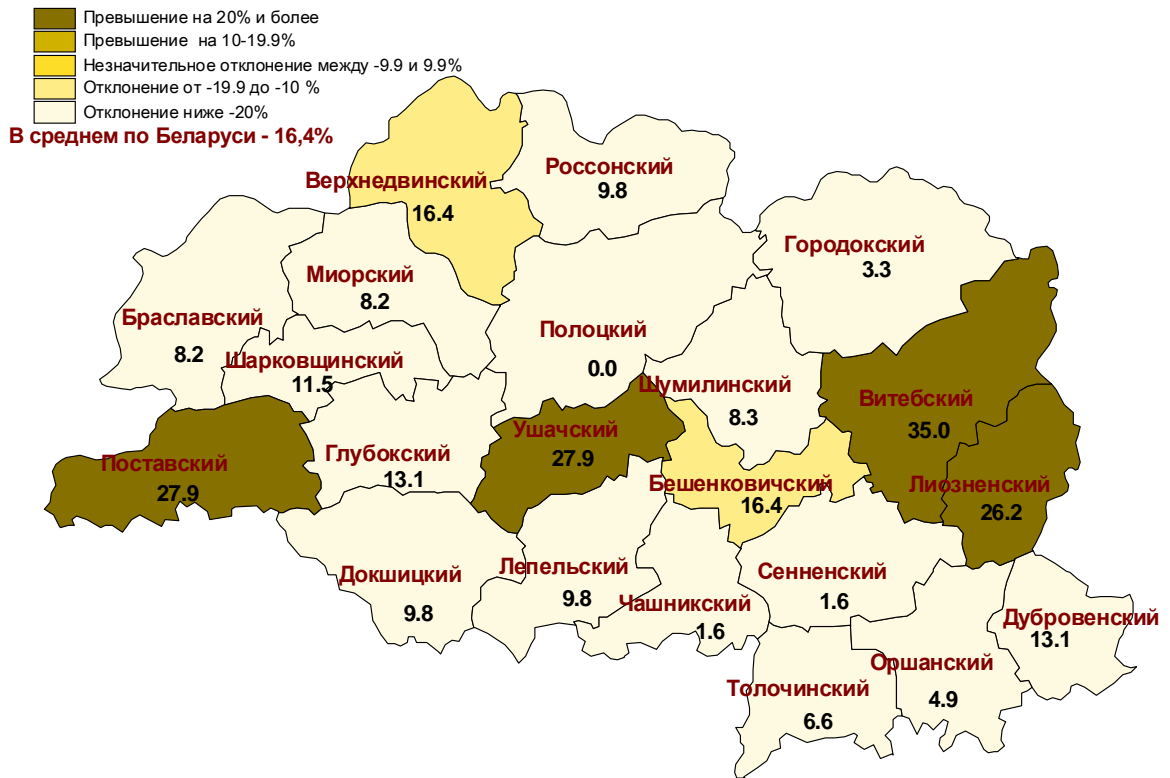 Превышение на 20% и более
Превышение на 10-19.9%
Незначительное отклонение между -9.9 и 9.9%
Отклонение от -19.9 до -10 %
Отклонение ниже -20%
В среднем по Беларуси - 16,4%
Россонский
9.8
Верхнедвинский
16.4
Городокский
3.3
Миорский
8.2
Браславский
8.2
Полоцкий
0.0
Шарковщинский
11.5
Шумилинский
8.3
Витебский
35.0
Ушачский
27.9
Глубокский
13.1
Поставский
27.9
Бешенковичский
16.4
Лиозненский
26.2
Докшицкий
9.8
Лепельский
9.8
Сенненский
1.6
Чашникский
1.6
Дубровенский
13.1
Оршанский
4.9
Толочинский
6.6